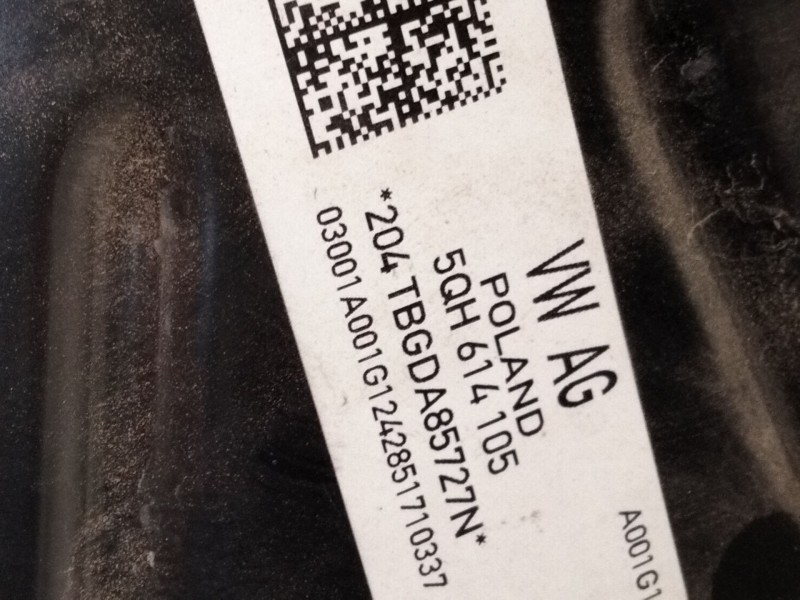 VW AG
POLAND
5QH 614 105
*204 TBGDA85727N*
03001A001G1242851710337
A001G1